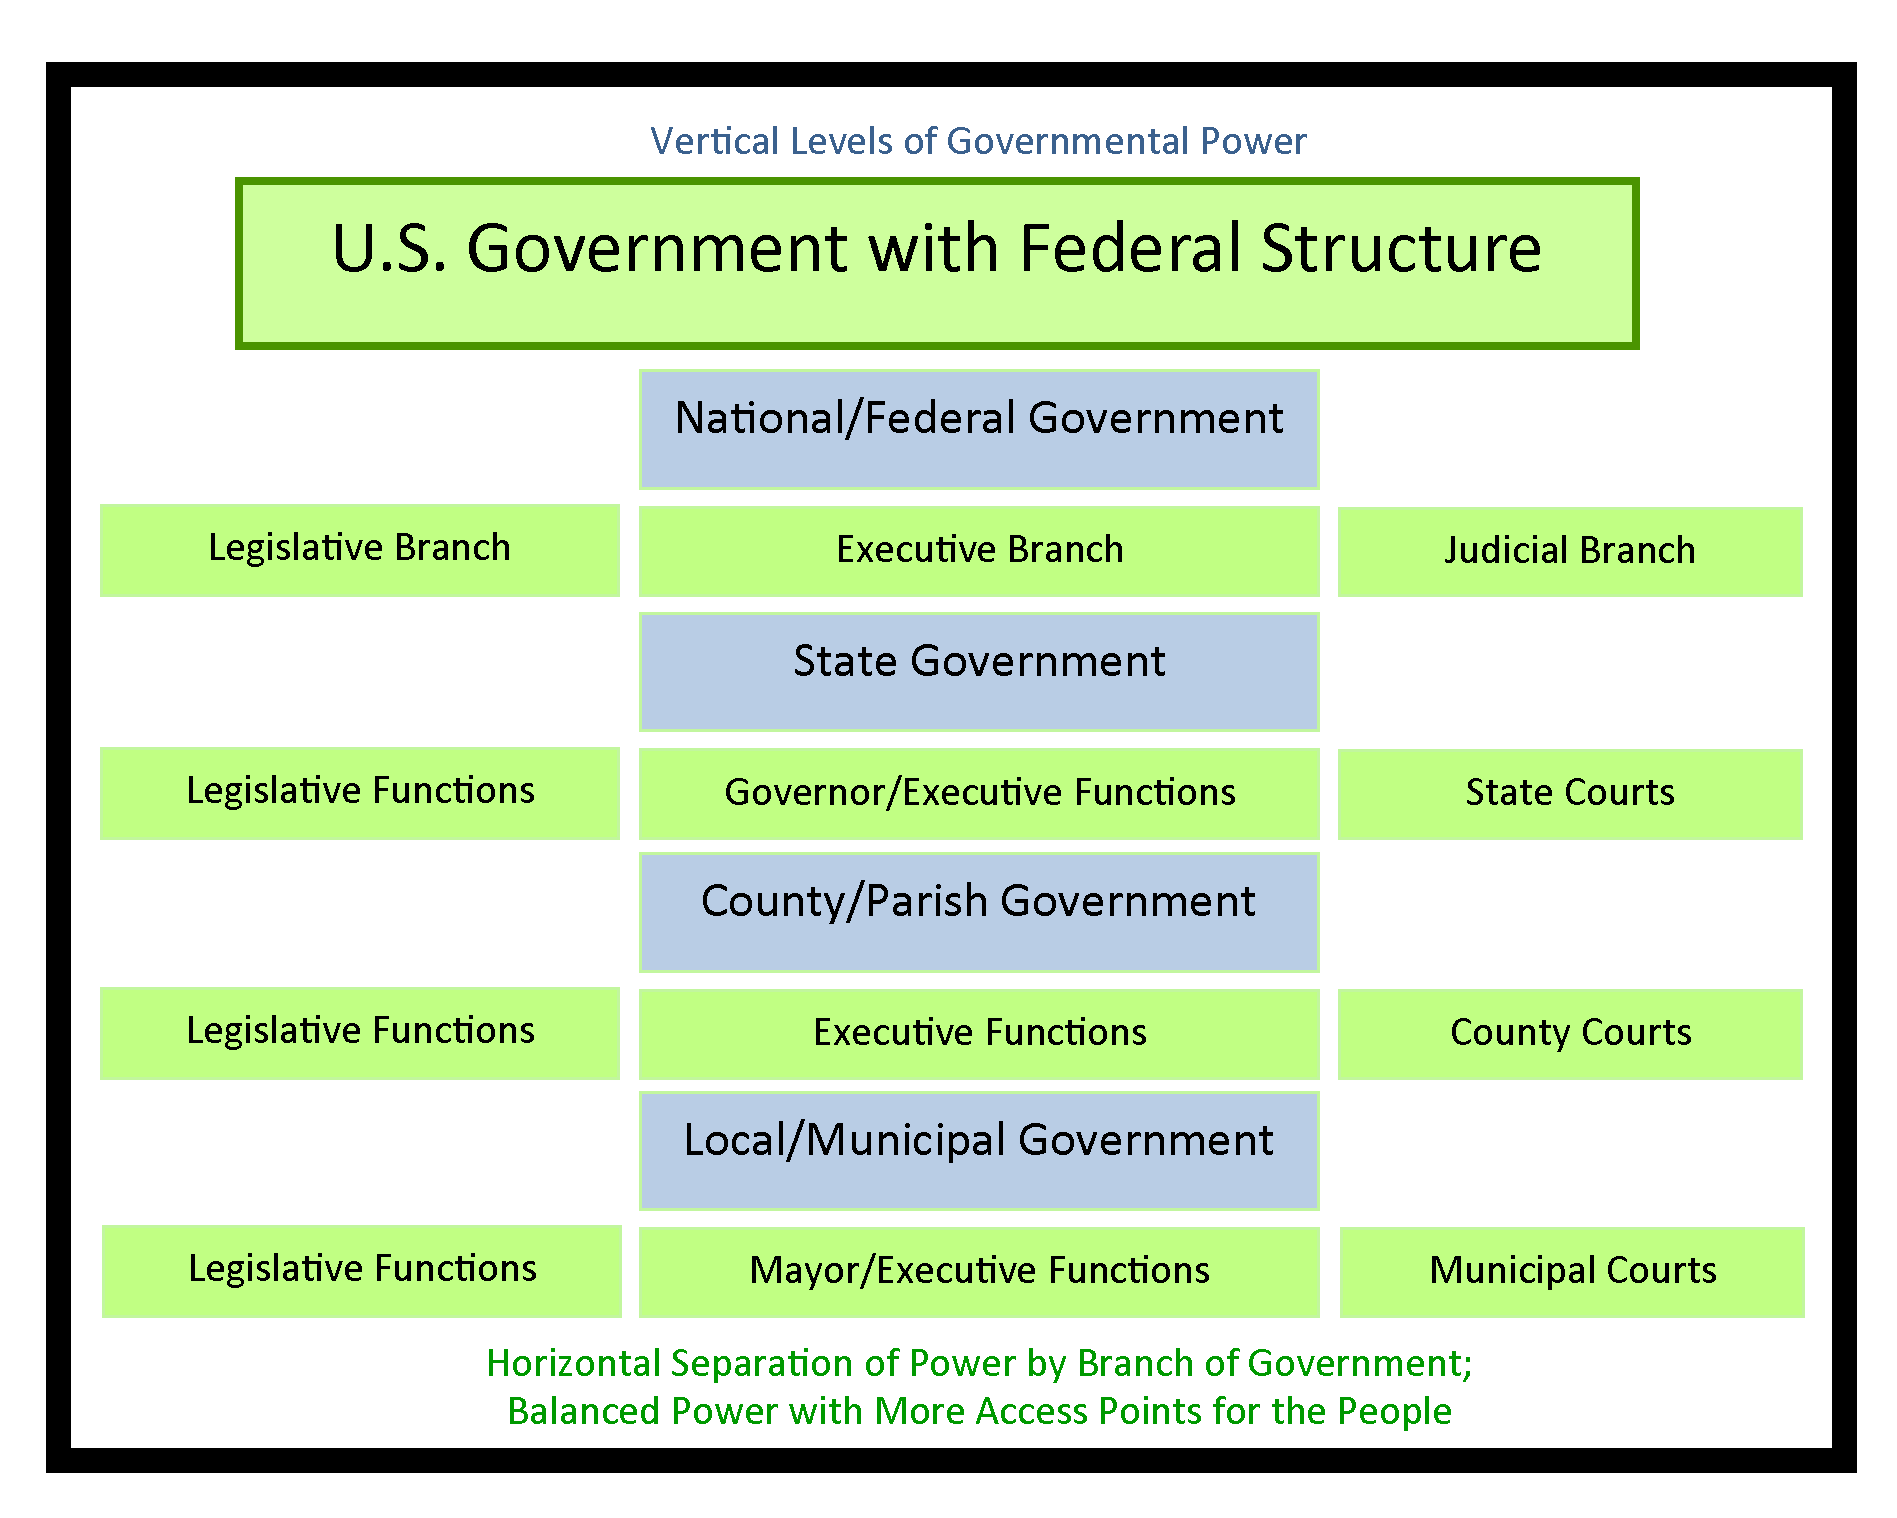 Vertical Levels of Governmental Power
U.S. Government with Federal Structure
National/Federal Government
Legislative Branch
Executive Branch
Judicial Branch
State Government
Legislative Functions
Governor/Executive Functions
State Courts
County/Parish Government
Legislative Functions
Executive Functions
County Courts
Local/Municipal Government
Legislative Functions
Mayor/Executive Functions
Municipal Courts
Horizontal Separation of Power by Branch of Government;
Balanced Power with More Access Points for the People